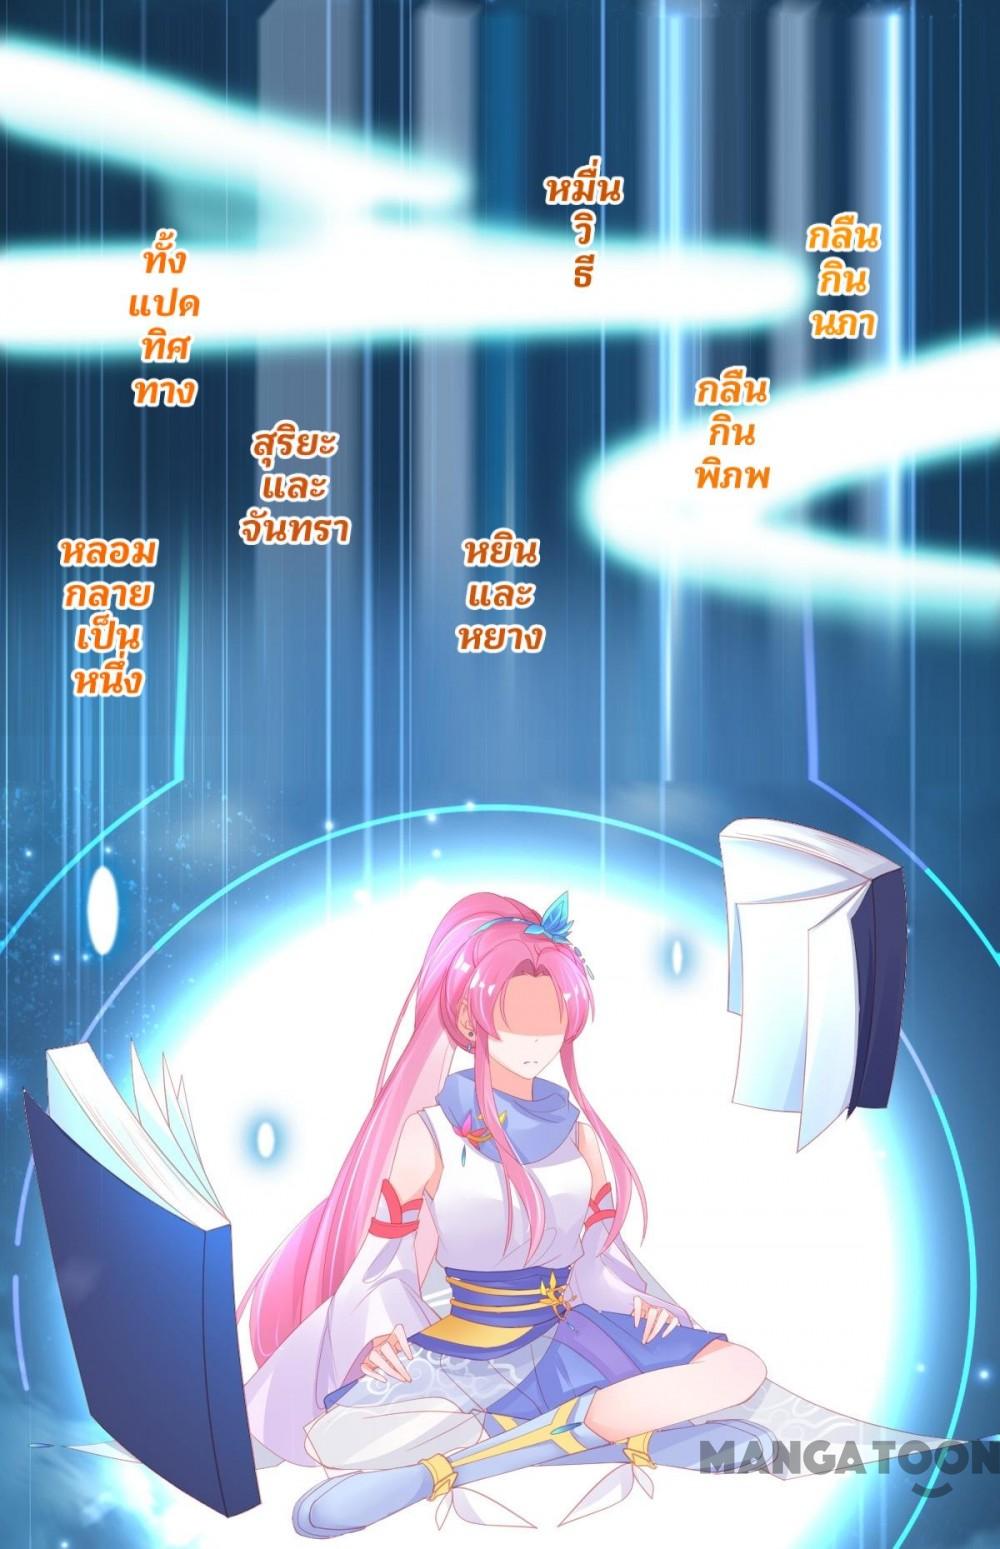 กลืน
กิน
นภา
กลืน
กิน
พิภพ
หมื่น
วิ
ธี
หยิน
และ
หยาง
สุริยะ
และ
จันทรา
ทั้ง
แปด
ทิศ
ทาง
หลอม
กลาย
เป็น
หนึ่ง
MANGATOON